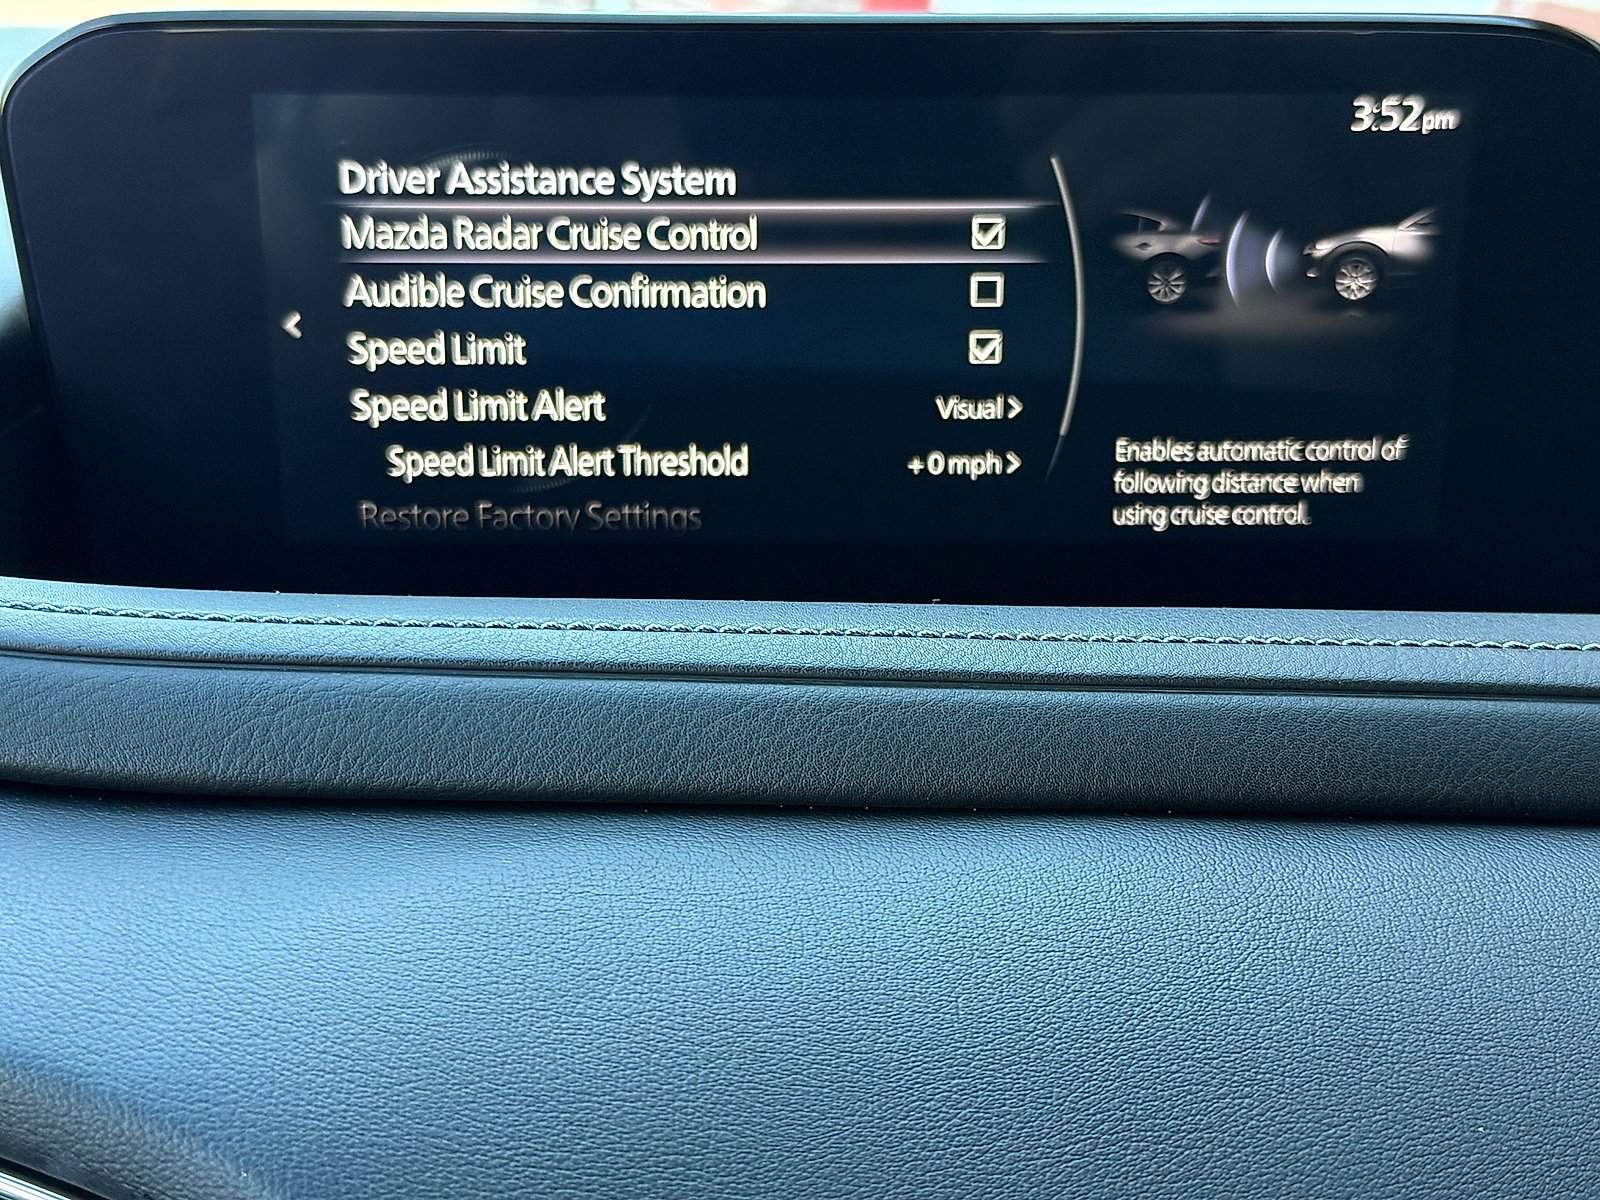 3:52pm
Driver Assistance System
Mazda Radar Cruise Control
Audible Cruise Confirmation
Speed Limit
Speed Limit Alert Visual >
Speed Limit Alert Threshold +0 mph >
Restore Factory Settings
Enables automatic control of
following distance when
using cruise control.